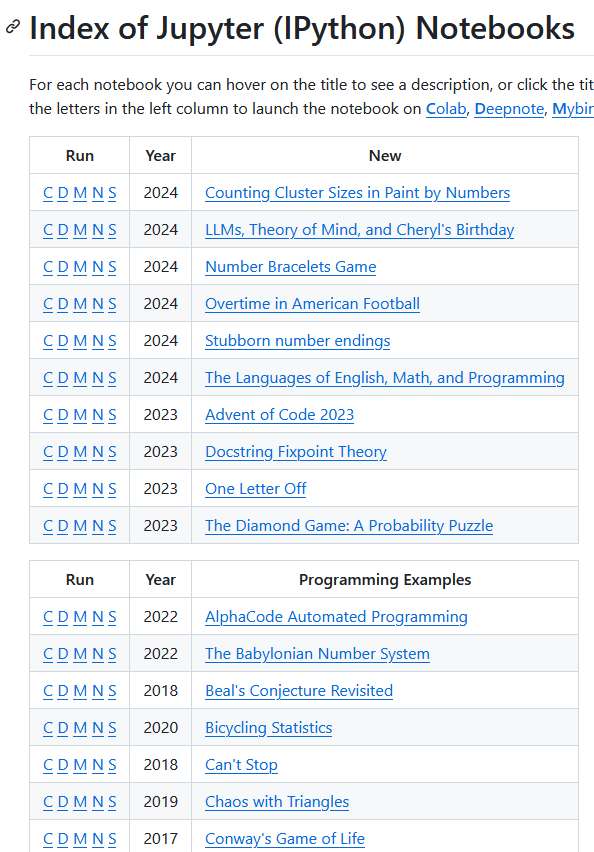 Index of Jupyter (IPython) Notebooks
For each notebook you can hover on the title to see a description, or click the
the letters in the left column to launch the notebook on Colab, Deepnote,
Run Year New
C D M N S 2024 Counting Cluster Sizes in Paint by Numbers
C D M N S 2024 LLMs, Theory of Mind, and Cheryl's Birthday
C D M N S 2024 Number Bracelets Game
C D M N S 2024 Overtime in American Football
C D M N S 2024 Stubborn number endings
C D M N S 2024 The Languages of English, Math, and Programming
C D M N S 2023 Advent of Code 2023
C D M N S 2023 Docstring Fixpoint Theory
C D M N S 2023 One Letter Off
C D M N S 2023 The Diamond Game: A Probability Puzzle
Run Year Programming Examples
C D M N S 2022 AlphaCode Automated Programming
C D M N S 2022 The Babylonian Number System
C D M N S 2018 Beal's Conjecture Revisited
C D M N S 2020 Bicycling Statistics
C D M N S 2018 Can't Stop
C D M N S 2019 Chaos with Triangles
C D M N S 2017 Conway's Game of Life